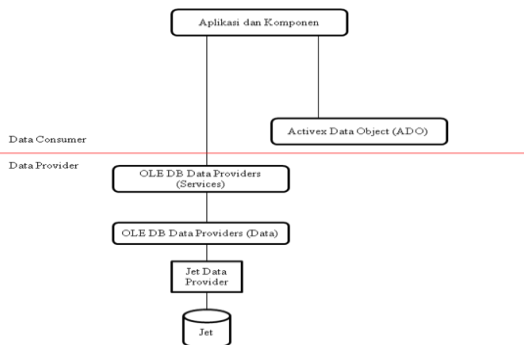 Aplikasi dan Komponen
Activex Data Object (ADO)
Data Consumer
Data Provider
OLE DB Data Providers
(Services)
OLE DB Data Providers (Data)
Jet Data
Provider
Jet